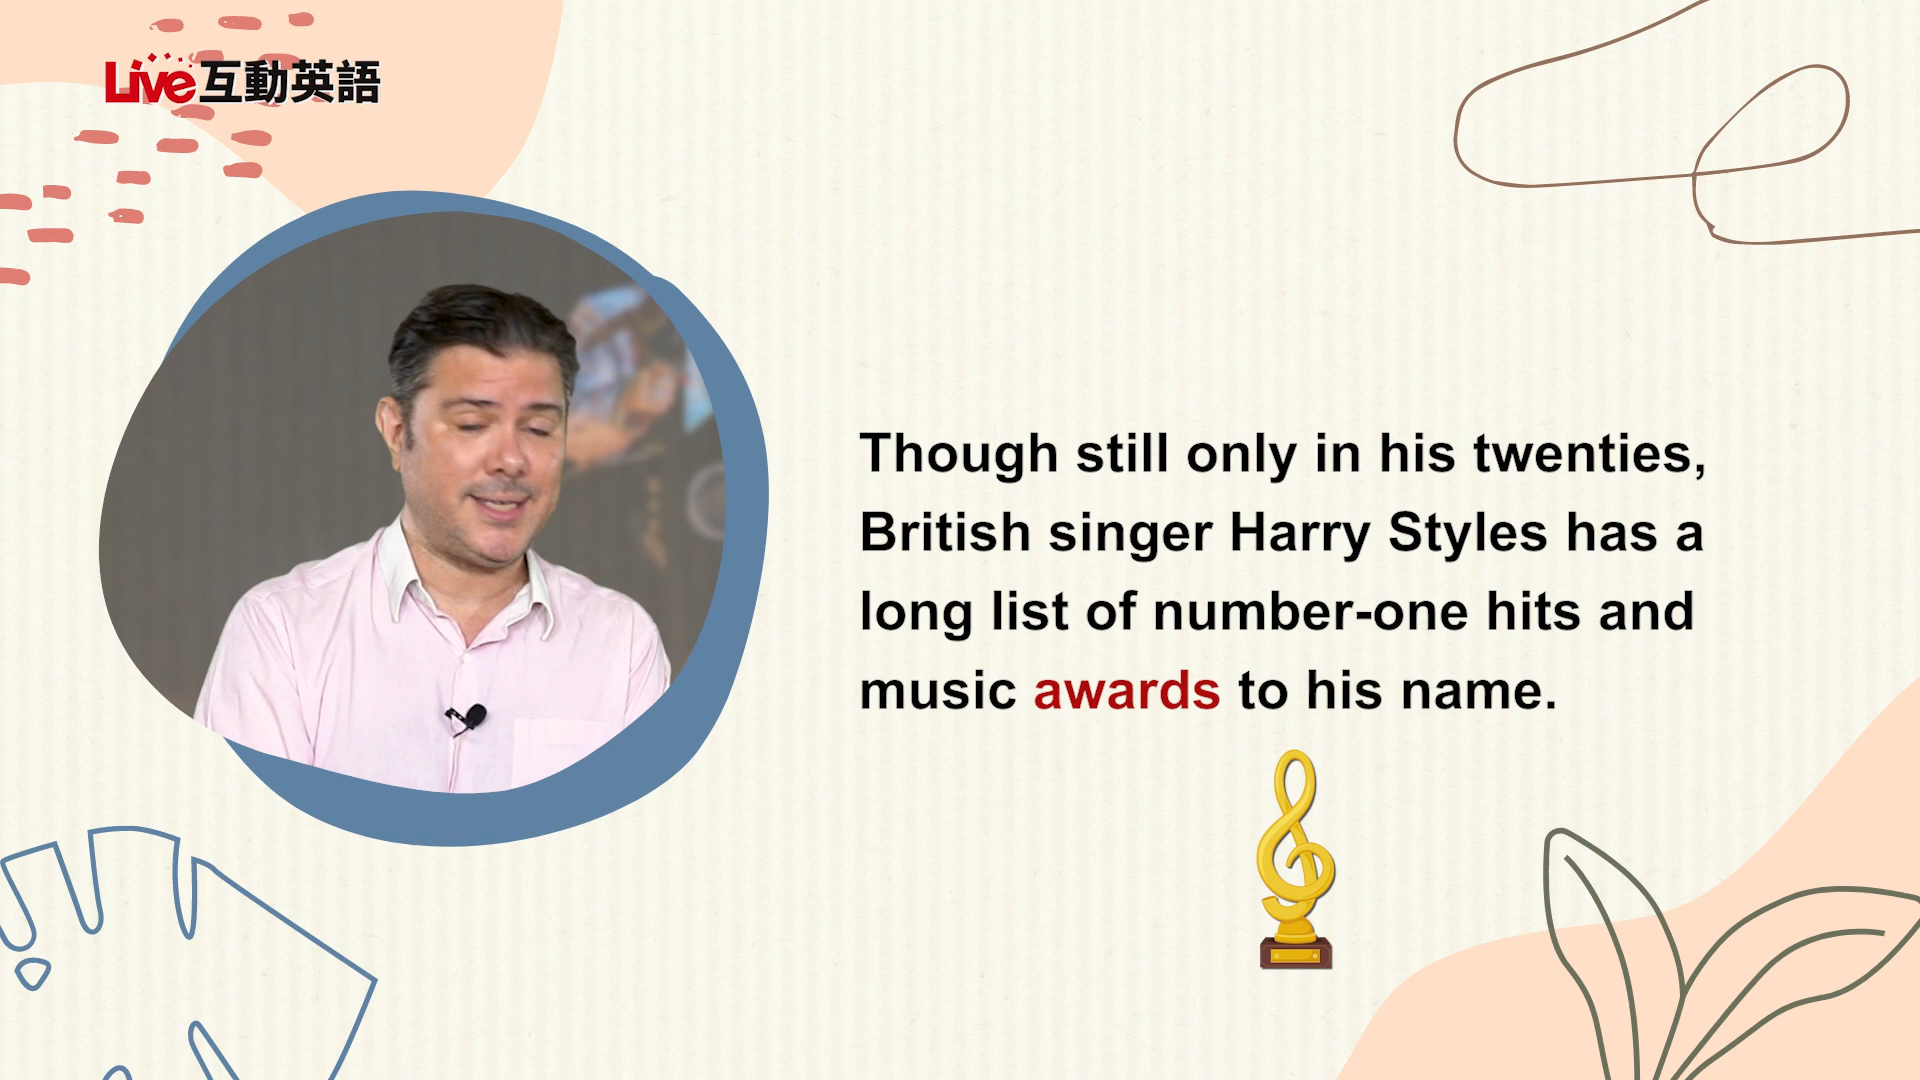 Live互動英語
Though still only in his twenties,
British singer Harry Styles has a
long list of number-one hits and
music awards to his name.